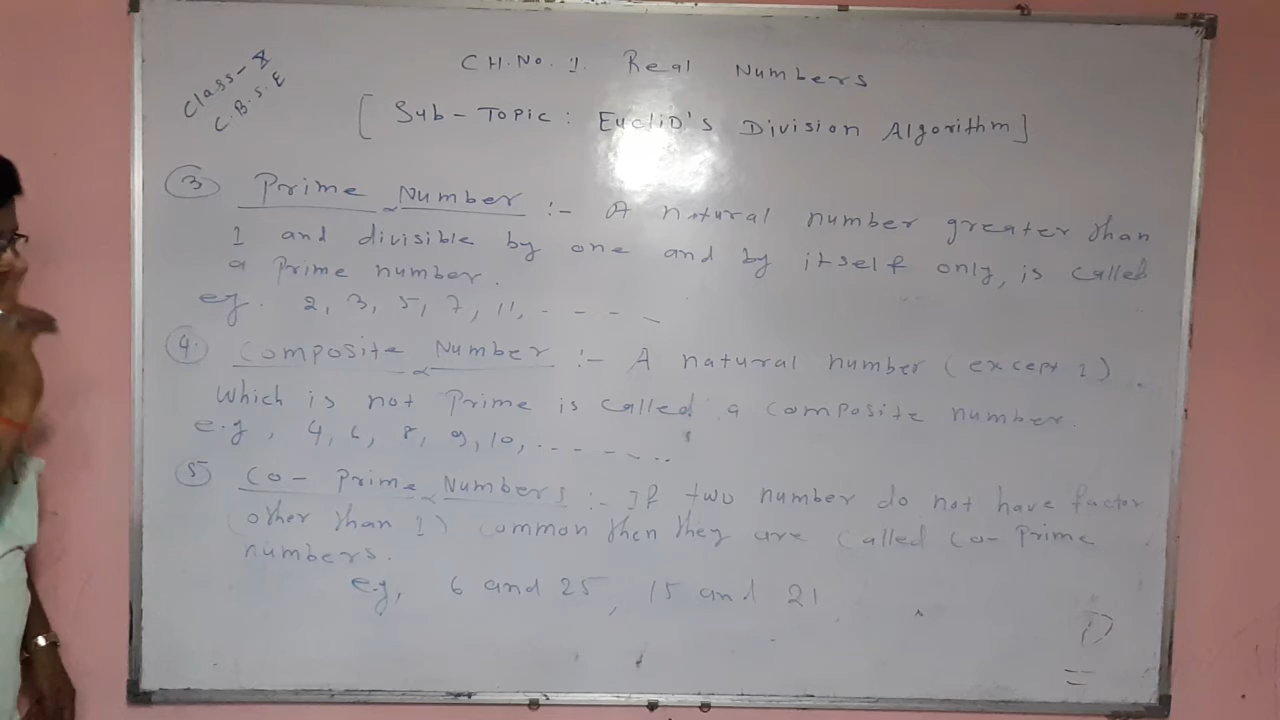 Class - X
C.B.S.E
CH.No. 1. Real Numbers
[Sub-Topic: Euclid's Division Algorithm]
③ Prime Number :- A natural number greater than
1 and divisible by one and by itself only, is called
a prime number.
eg. 2, 3, 5, 7, 11, - - - -
④. Composite Number :- A natural number (except 1)
Which is not prime is called a composite number.
e.g, 4, 6, 8, 9, 10, - - - - - -
⑤ Co-Prime Numbers :- If two number do not have factor
(other than 1) common then they are called co-prime
numbers.
e.g, 6 and 25, 15 and 21